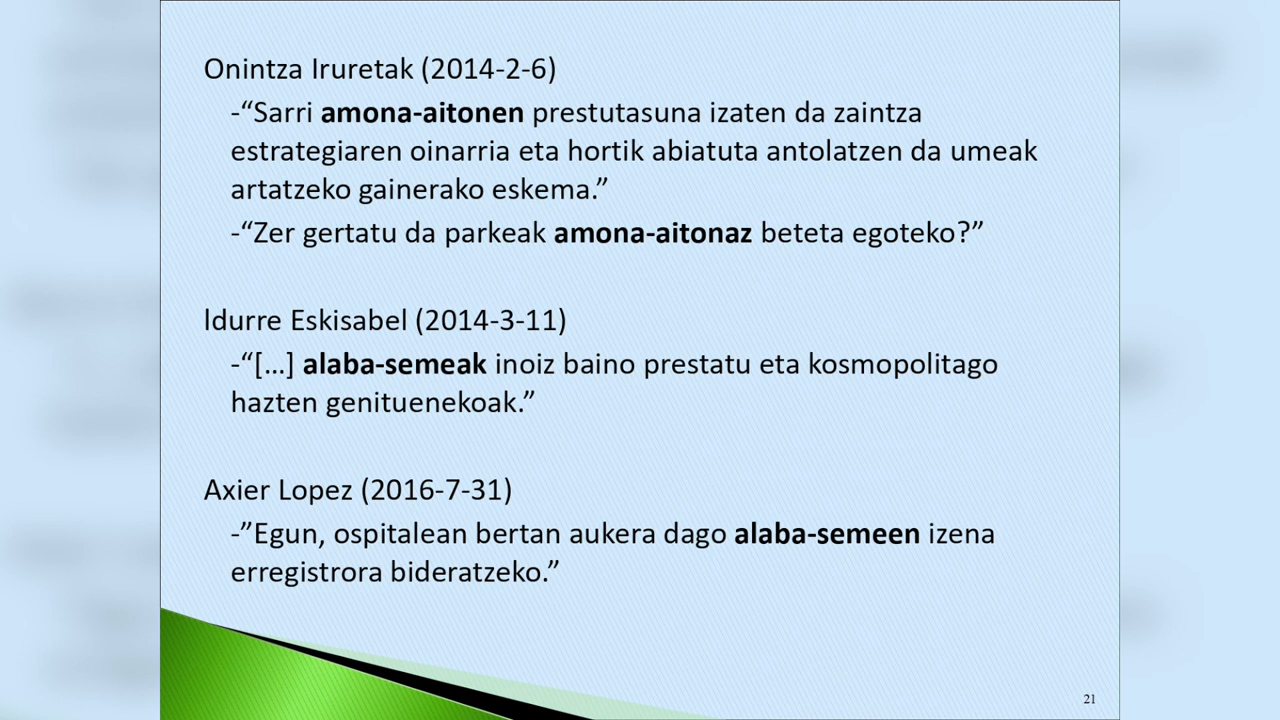 Onintza Iruretak (2014-2-6)
-“Sarri amona-aitonen prestutasuna izaten da zaintza
estrategiaren oinarria eta hortik abiatuta antolatzen da umeak
artatzeko gainerako eskema.”
-“Zer gertatu da parkeak amona-aitonaz beteta egoteko?”
Idurre Eskisabel (2014-3-11)
-“[…] alaba-semeak inoiz baino prestatu eta kosmopolitago
hazten genituenekoak.”
Axier Lopez (2016-7-31)
-”Egun, ospitalean bertan aukera dago alaba-semeen izena
erregistrora bideratzeko.”
21